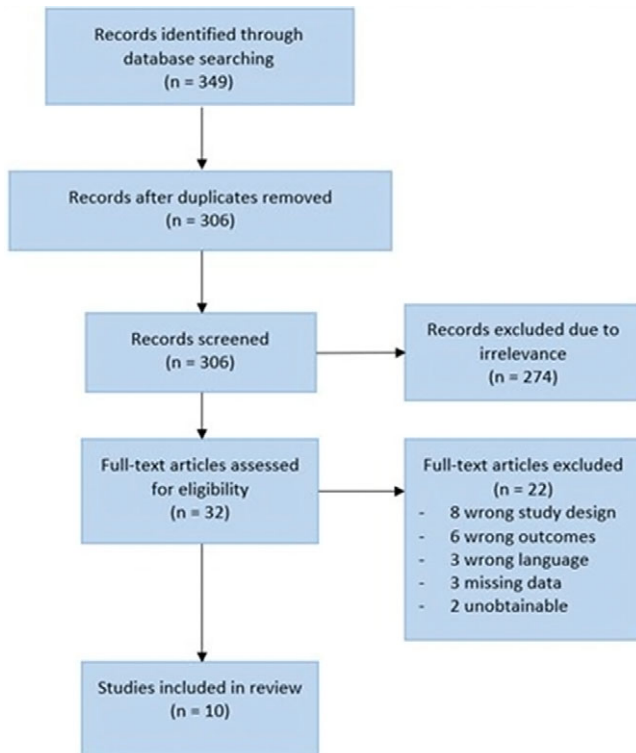 Records identified through
database searching
(n = 349)
Records after duplicates removed
(n = 306)
Records screened
(n = 306)
Records excluded due to
irrelevance
(n = 274)
Full-text articles assessed
for eligibility
(n = 32)
Full-text articles excluded
(n = 22)
- 8 wrong study design
- 6 wrong outcomes
- 3 wrong language
- 3 missing data
- 2 unobtainable
Studies included in review
(n = 10)